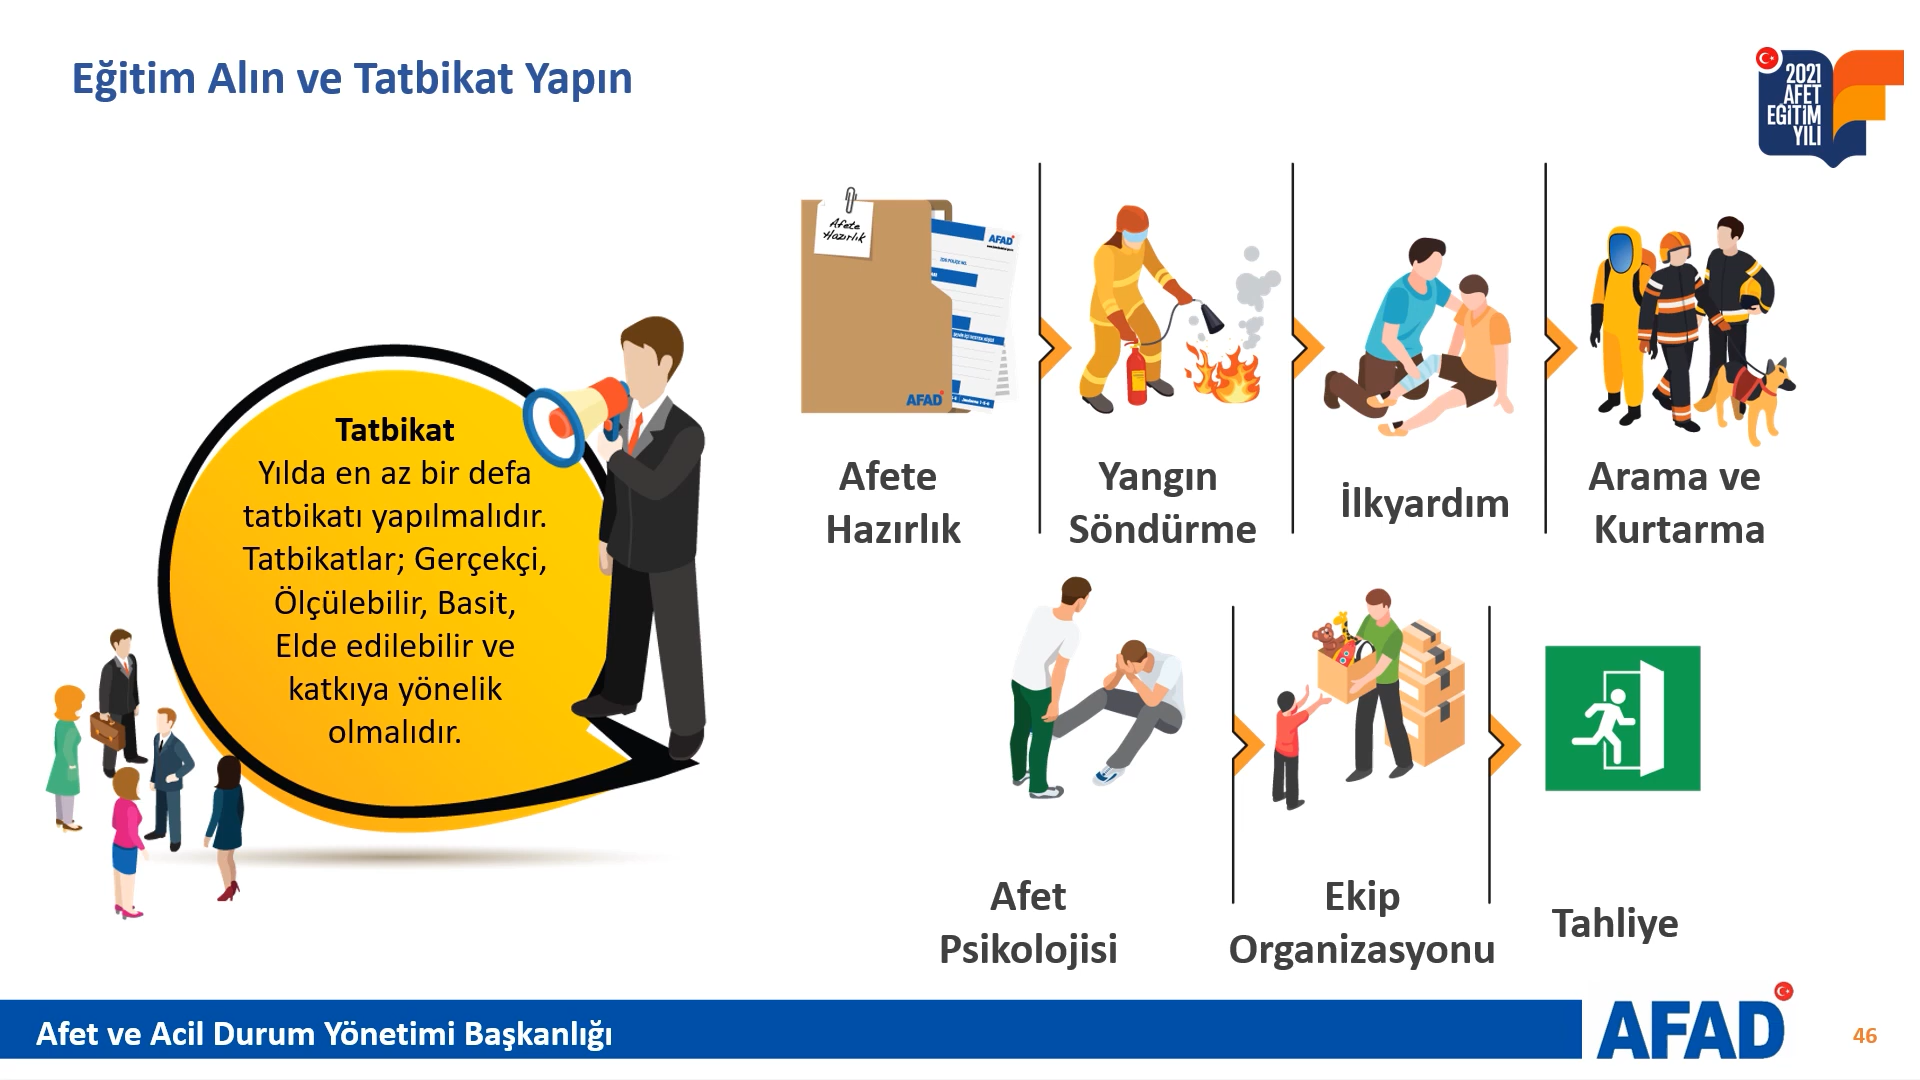 Eğitim Alın ve Tatbikat Yapın
2021
AFET
EĞİTİM
YILI
Tatbikat
Yılda en az bir defa
tatbikatı yapılmalıdır.
Tatbikatlar; Gerçekçi,
Ölçülebilir, Basit,
Elde edilebilir ve
katkıya yönelik
olmalıdır.
Afete
Hazırlık
AFAD
AFAD
Afete
Hazırlık
Yangın
Söndürme
İlkyardım
Arama ve
Kurtarma
Afet
Psikolojisi
Ekip
Organizasyonu
Tahliye
Afet ve Acil Durum Yönetimi Başkanlığı
AFAD
46